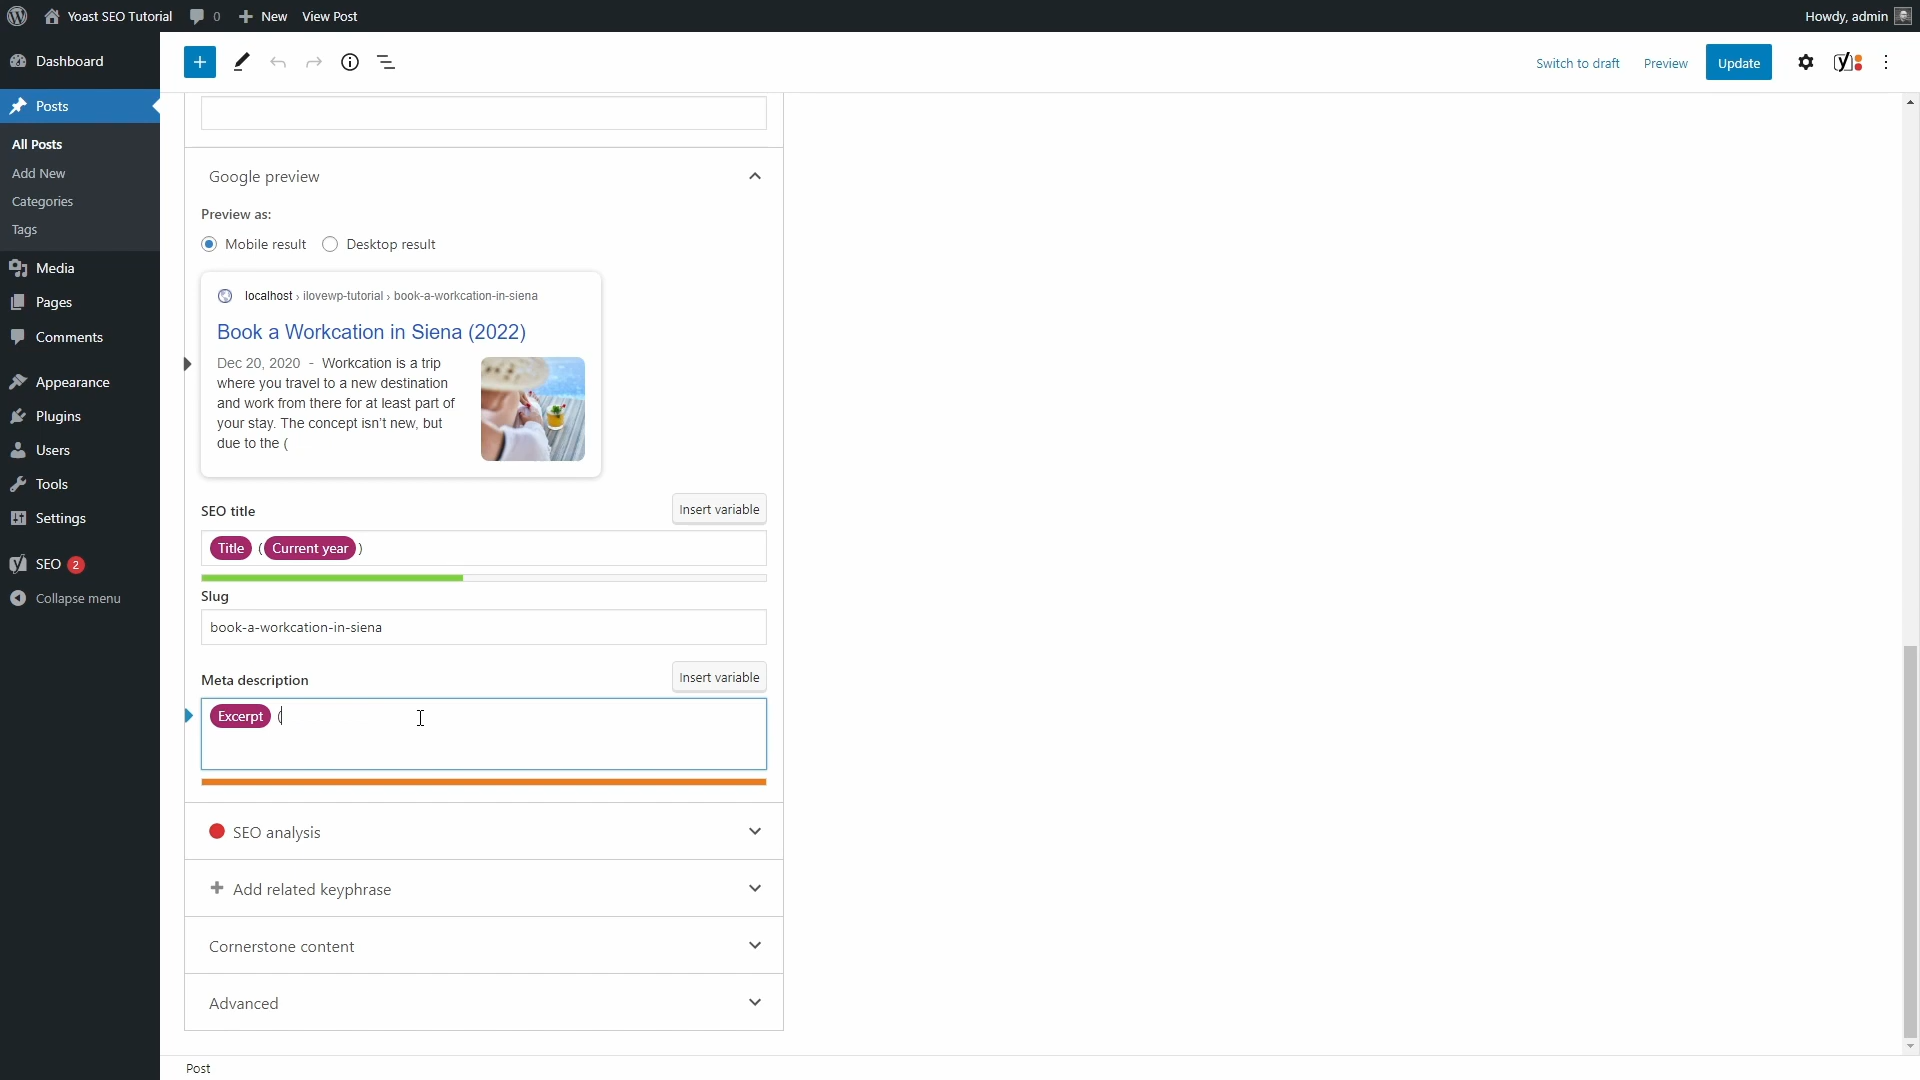 Yoast SEO Tutorial 0 New View Post Howdy, admin
Dashboard
Posts
All Posts
Add New
Categories
Tags
Media
Pages
Comments
Appearance
Plugins
Users
Tools
Settings
SEO 2
Collapse menu
Switch to draft Preview Update
Google preview
Preview as:
Mobile result Desktop result
localhost › ilovewp-tutorial › book-a-workcation-in-siena
Book a Workcation in Siena (2022)
Dec 20, 2020 - Workcation is a trip
where you travel to a new destination
and work from there for at least part of
your stay. The concept isn't new, but
due to the (
SEO title Insert variable
Title (Current year)
Slug
book-a-workcation-in-siena
Meta description Insert variable
Excerpt (
SEO analysis
Add related keyphrase
Cornerstone content
Advanced
Post